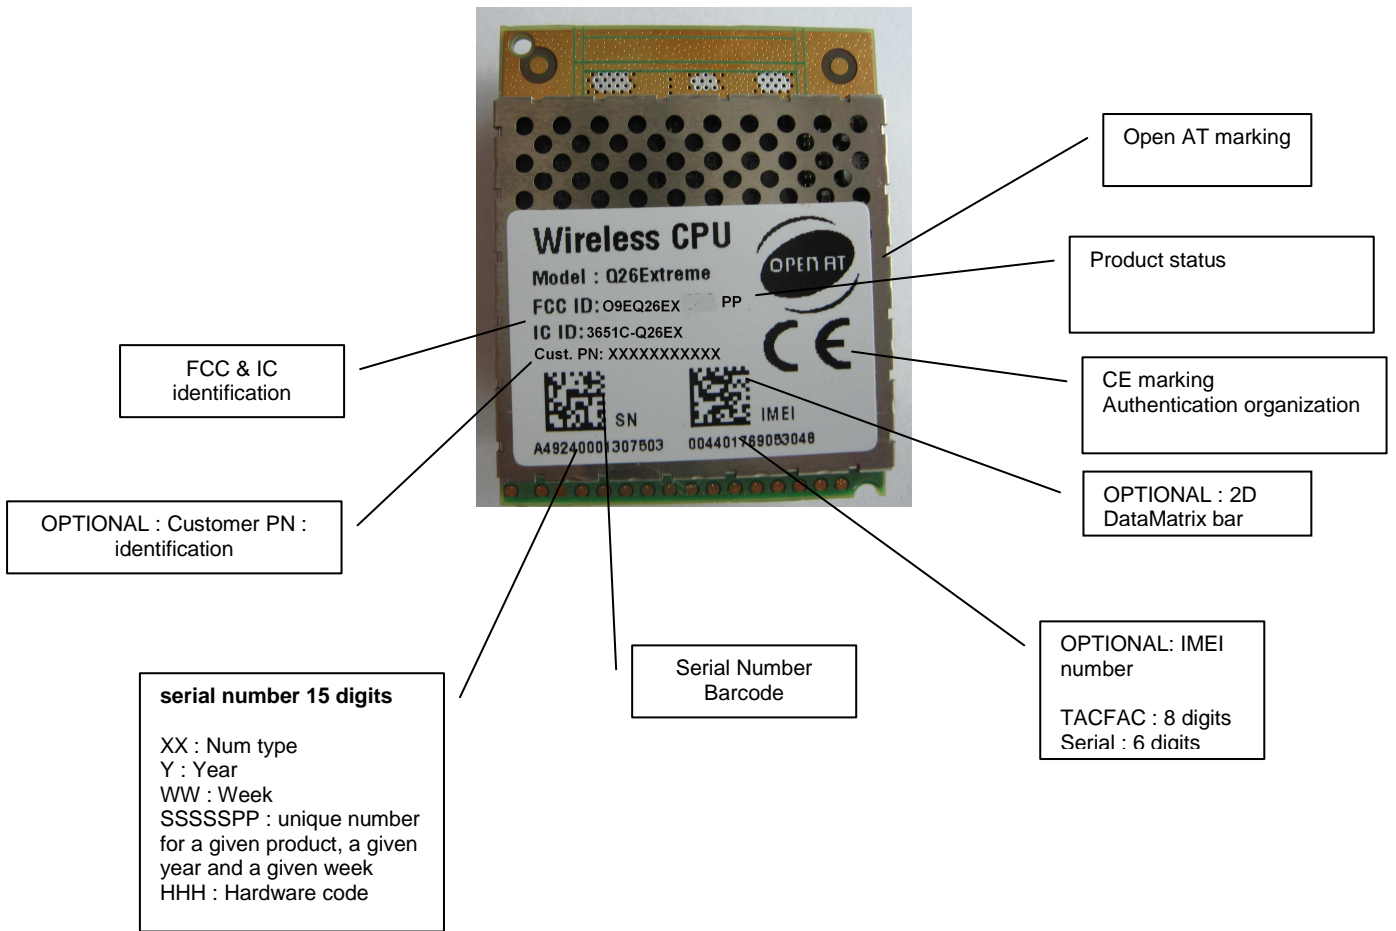 Open AT marking
Product status
Wireless CPU
OPEN AT
Model : Q26Extreme
FCC ID: O9EQ26EX PP
IC ID: 3651C-Q26EX
Cust. PN: XXXXXXXXXXX
CE
SN
IMEI
A49240001307503
004401769053048
FCC & IC
identification
CE marking
Authentication organization
OPTIONAL : 2D
DataMatrix bar
OPTIONAL : Customer PN :
identification
serial number 15 digits
XX : Num type
Y : Year
WW : Week
SSSSSPP : unique number
for a given product, a given
year and a given week
HHH : Hardware code
Serial Number
Barcode
OPTIONAL: IMEI
number
TACFAC : 8 digits
Serial : 6 digits